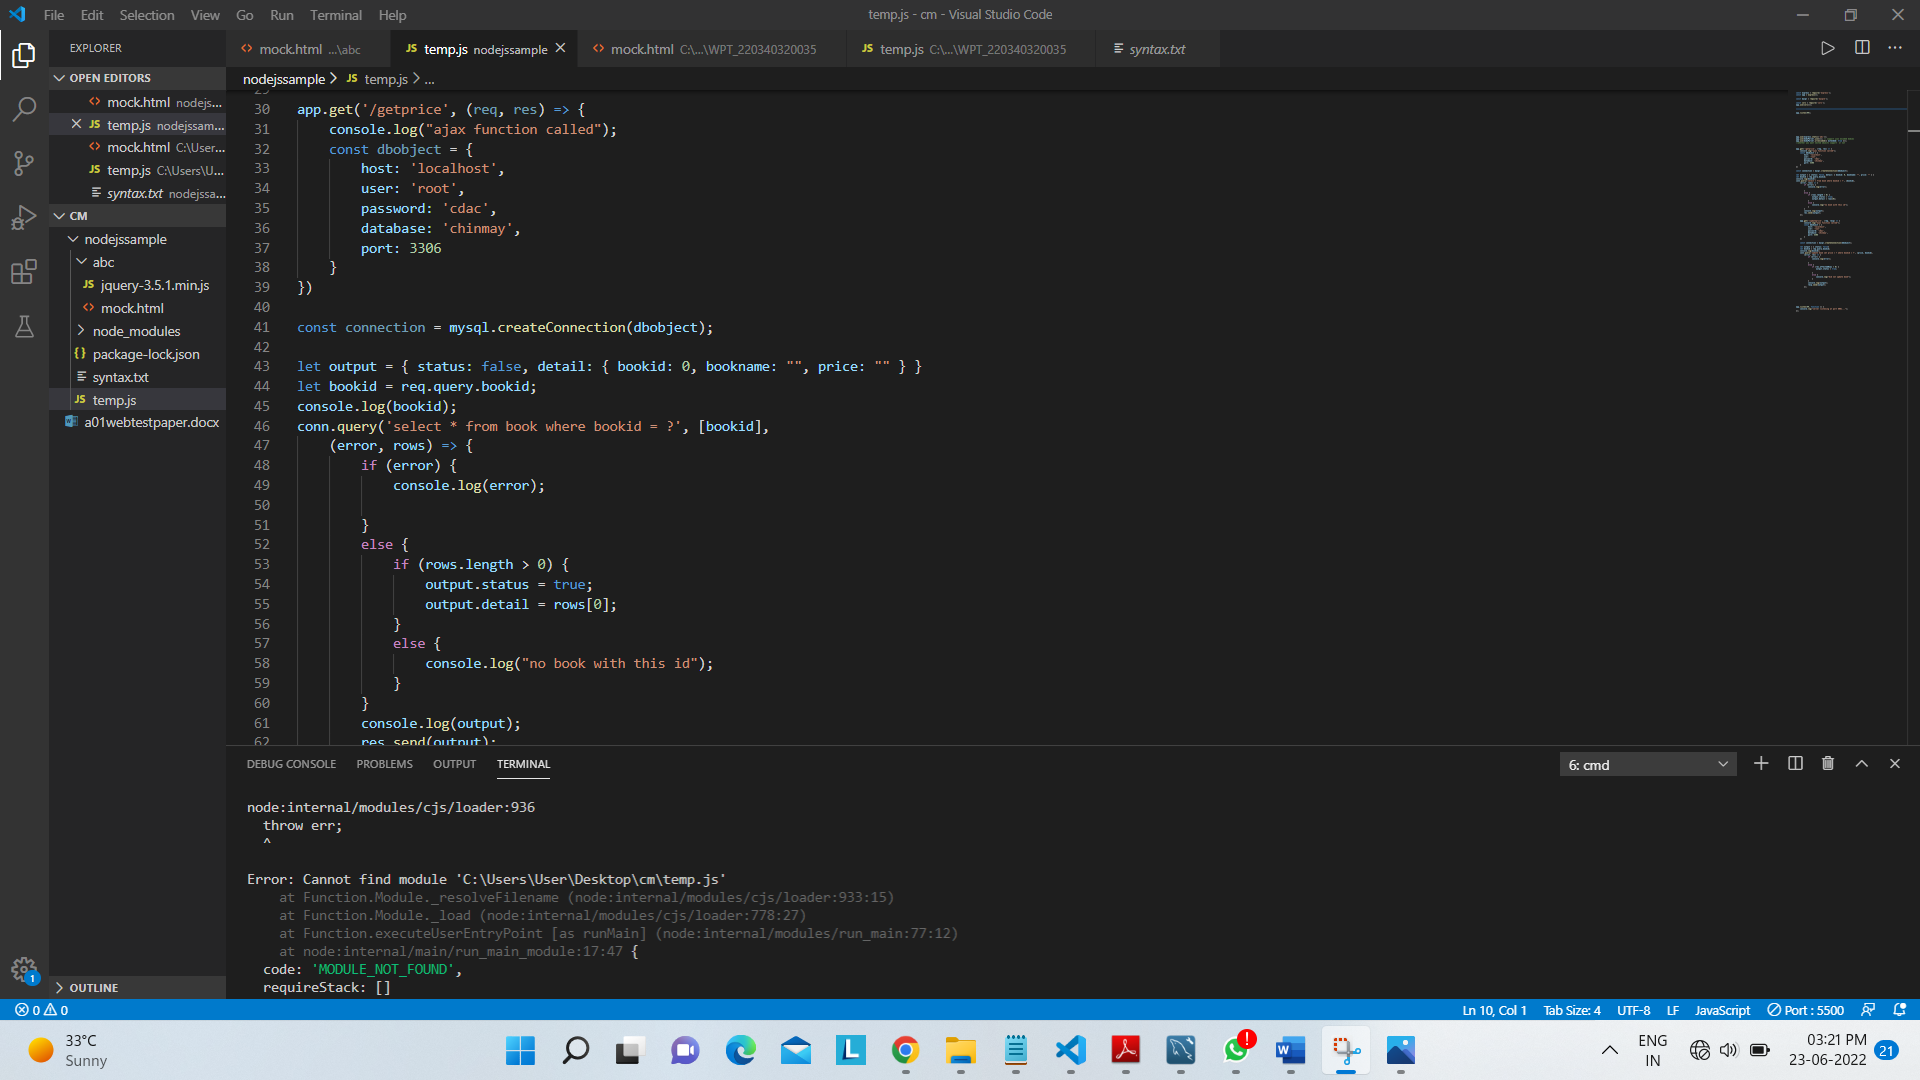 File Edit Selection View Go Run Terminal Help
temp.js - cm - Visual Studio Code
EXPLORER
OPEN EDITORS
mock.html nodejs...
temp.js nodejssam...
mock.html C:\User...
temp.js C:\Users\U...
syntax.txt nodejssa...
CM
nodejssample
abc
jquery-3.5.1.min.js
mock.html
node_modules
package-lock.json
syntax.txt
temp.js
a01webtestpaper.docx
OUTLINE
mock.html ...\abc
temp.js nodejssample
mock.html C:\...\WPT_220340320035
temp.js C:\...\WPT_220340320035
syntax.txt
nodejssample > temp.js > ...
29
30 app.get('/getprice', (req, res) => {
31 console.log("ajax function called");
32 const dbobject = {
33 host: 'localhost',
34 user: 'root',
35 password: 'cdac',
36 database: 'chinmay',
37 port: 3306
38 }
39 })
40
41 const connection = mysql.createConnection(dbobject);
42
43 let output = { status: false, detail: { bookid: 0, bookname: "", price: "" } }
44 let bookid = req.query.bookid;
45 console.log(bookid);
46 conn.query('select * from book where bookid = ?', [bookid],
47 (error, rows) => {
48 if (error) {
49 console.log(error);
50
51 }
52 else {
53 if (rows.length > 0) {
54 output.status = true;
55 output.detail = rows[0];
56 }
57 else {
58 console.log("no book with this id");
59 }
60 }
61 console.log(output);
62 res.send(output);
DEBUG CONSOLE PROBLEMS OUTPUT TERMINAL
6: cmd
node:internal/modules/cjs/loader:936
throw err;
^
Error: Cannot find module 'C:\Users\User\Desktop\cm\temp.js'
at Function.Module._resolveFilename (node:internal/modules/cjs/loader:933:15)
at Function.Module._load (node:internal/modules/cjs/loader:778:27)
at Function.executeUserEntryPoint [as runMain] (node:internal/modules/run_main:77:12)
at node:internal/main/run_main_module:17:47 {
code: 'MODULE_NOT_FOUND',
requireStack: []
1
0 0
Ln 10, Col 1 Tab Size: 4 UTF-8 LF JavaScript Port : 5500
33°C
Sunny
ENG
IN
03:21 PM
23-06-2022
21